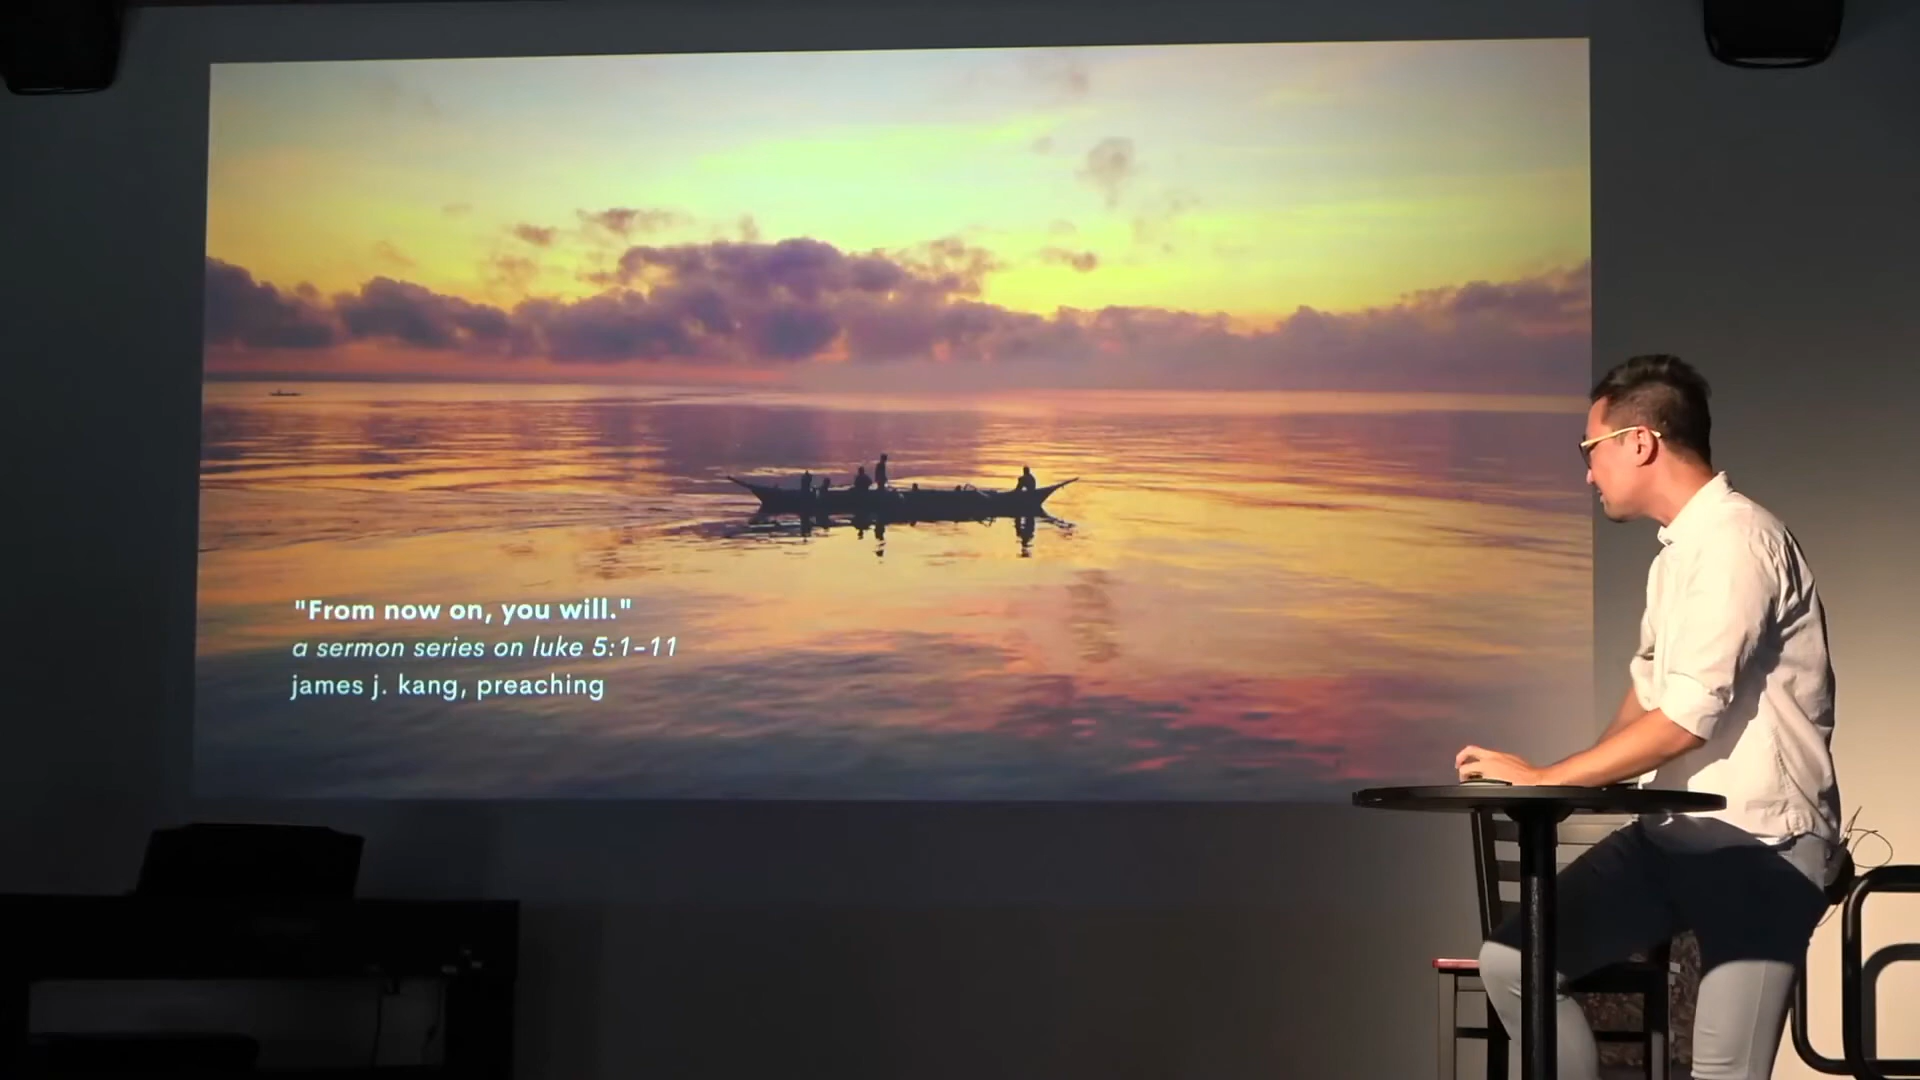 "From now on, you will."
a sermon series on luke 5:1-11
james j. kang, preaching